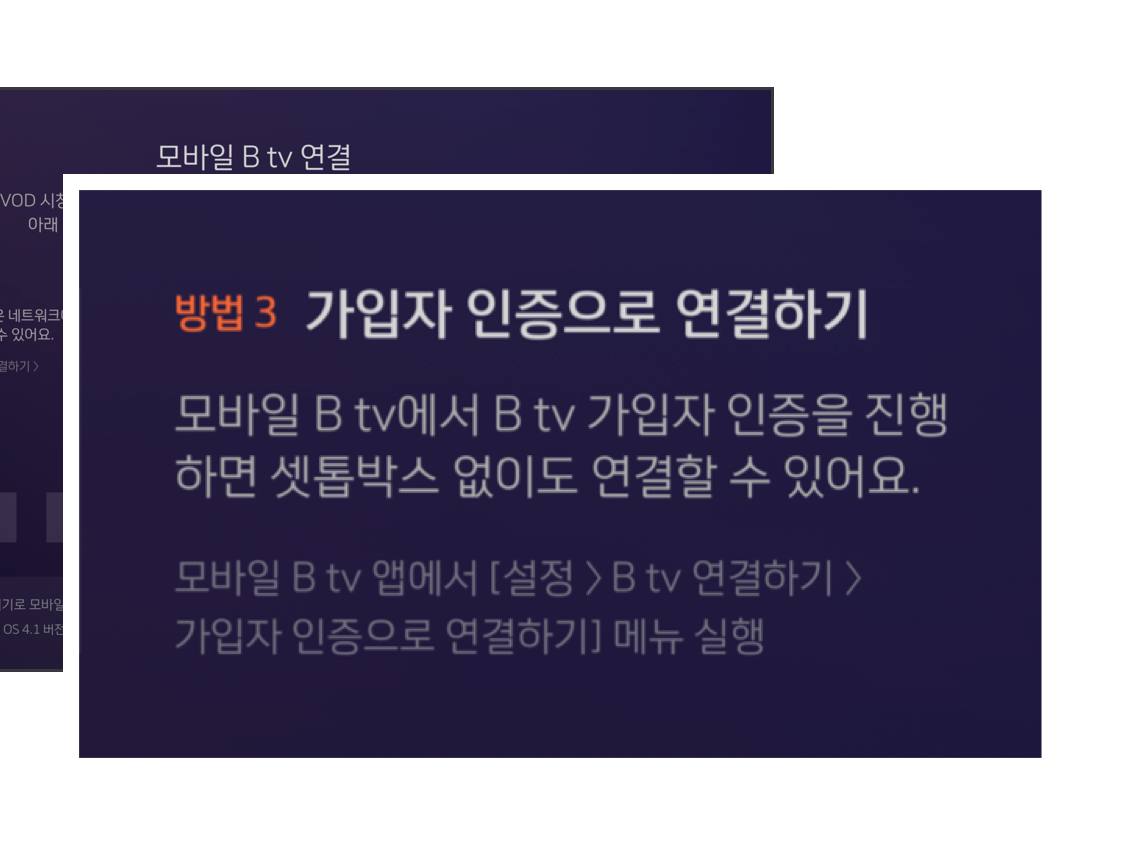 모바일 B tv 연결
VOD 시청
아래
네트워크
수 있어요.
결하기 〉
기로 모바일
OS 4.1 버전
방법 3 가입자 인증으로 연결하기
모바일 B tv에서 B tv 가입자 인증을 진행
하면 셋톱박스 없이도 연결할 수 있어요.
모바일 B tv 앱에서 [설정 〉 B tv 연결하기 〉
가입자 인증으로 연결하기] 메뉴 실행